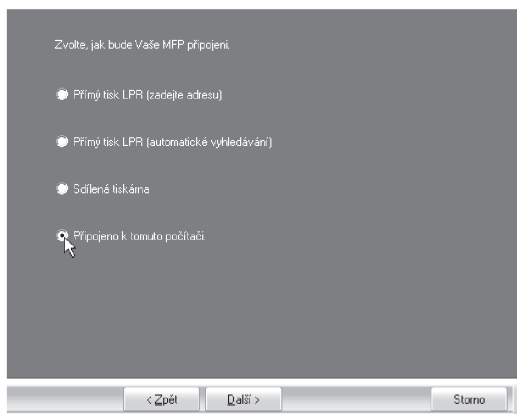 Zvolte, jak bude Vaše MFP připojeni.
Přímý tisk LPR (zadejte adresu)
Přímý tisk LPR (automatické vyhledávání)
Sdílená tiskárna
Připojeno k tomuto počítači.
< Zpět
Další >
Storno